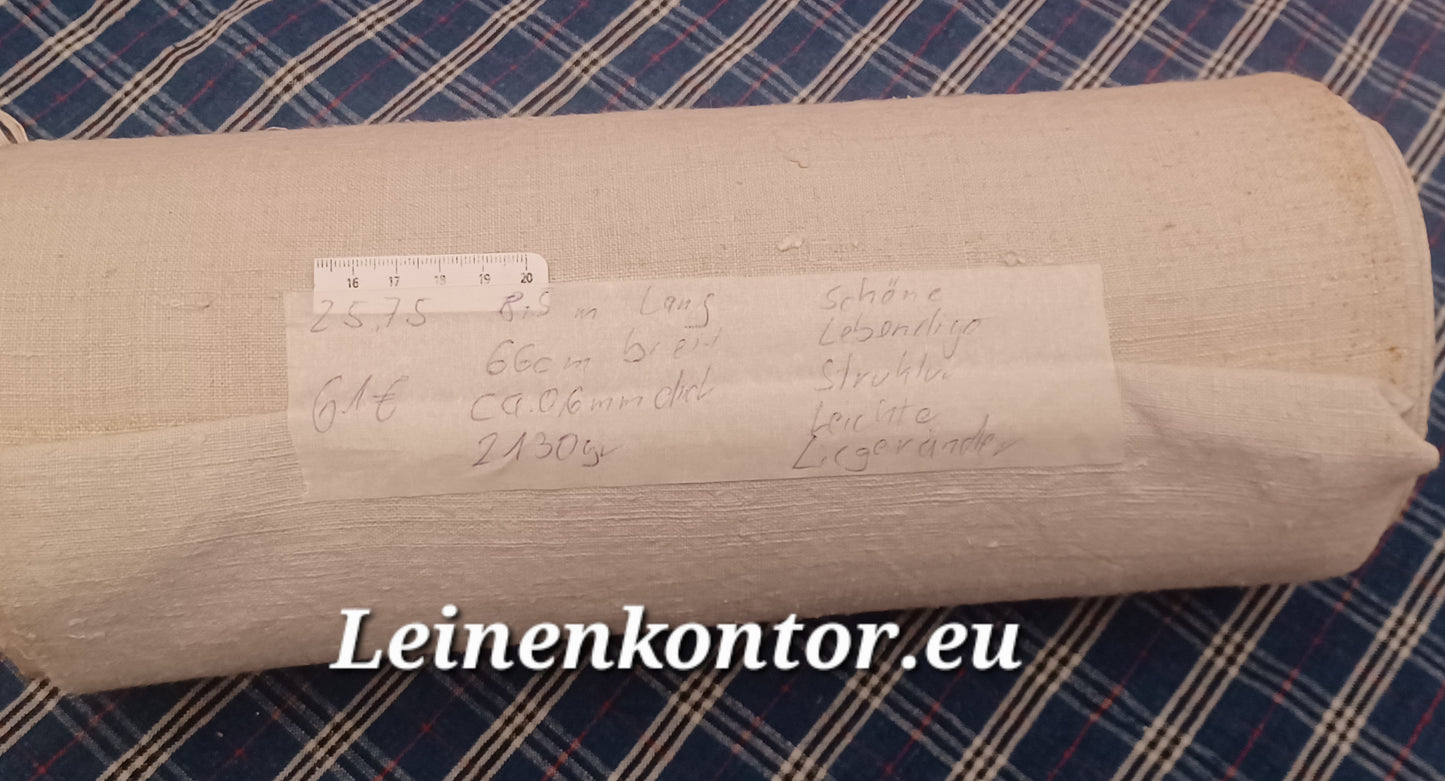 16 17 18 19 20
25.75
61€
8,5 m Lang
66cm breit
ca. 0,6mm dick
2130gr
Schöne
Lebendige
Struktur
Leichte
Liegeränder
Leinenkontor.eu